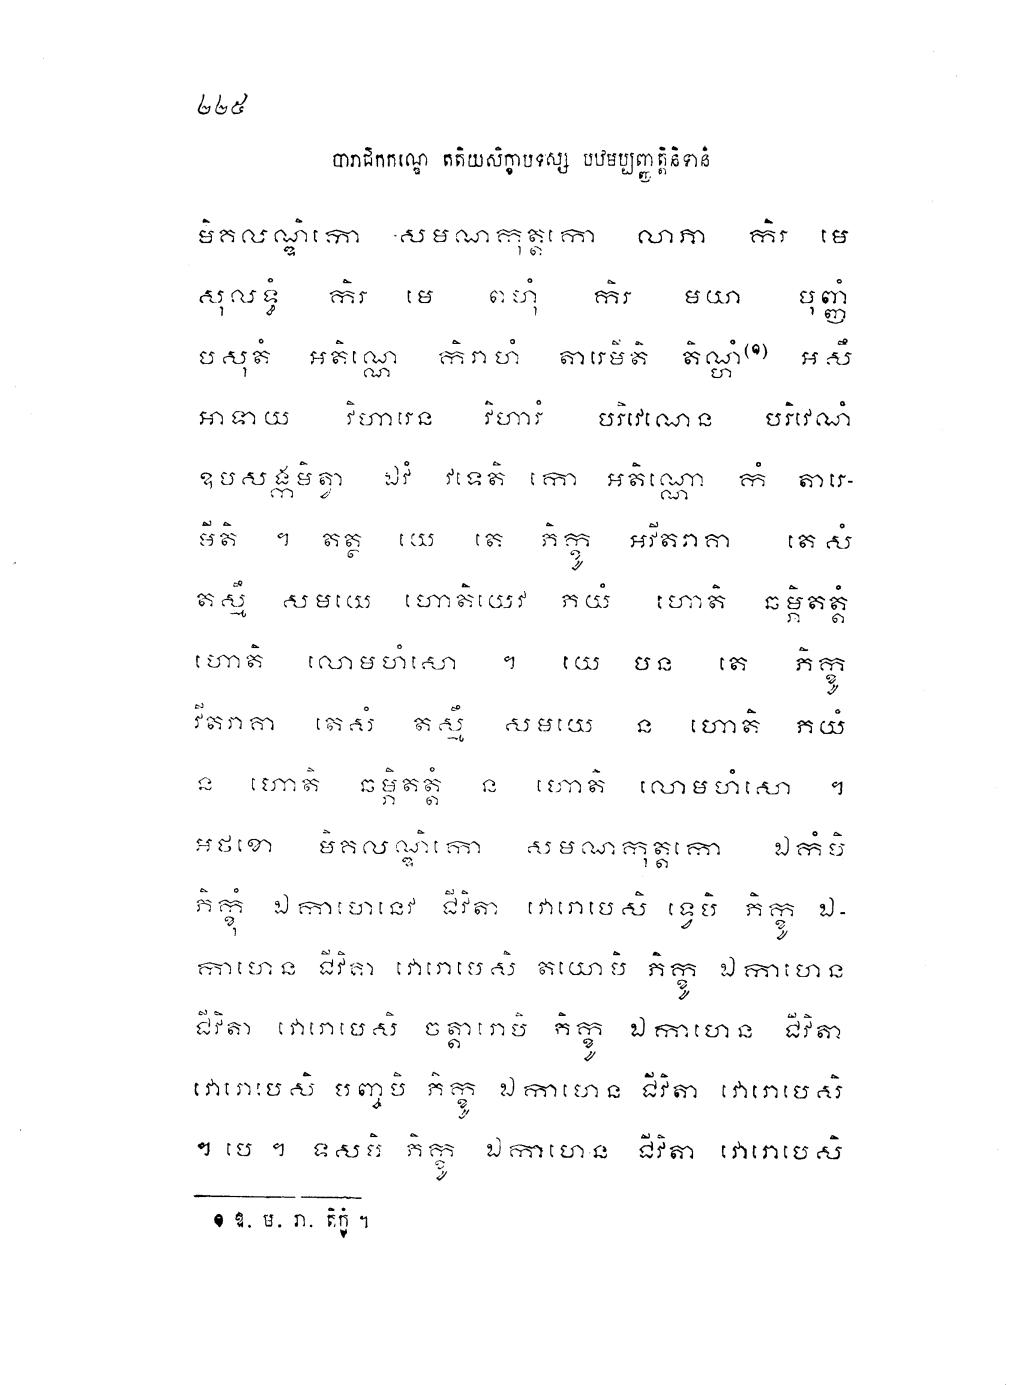 ២២៥
បារាជិកកណ្ឌេ តតិយសិក្ខាបទស្ស បឋមប្បញ្ញត្តិនិទានំ
មិគលណ្ឌិកោ សមណកុត្តកោ លាភា កិរ មេ
សុលទ្ធំ កិរ មេ ពហុំ កិរ មយា បុញ្ញំ
បសុតំ អតិណ្ណេ កិរាហំ តារេមីតិ តិណ្ហំ(១) អសឹ
អាទាយ វិហារេន វិហារំ បរិវេណេន បរិវេណំ
ឧបសង្កមិត្វា ឯវំ វទេតិ កោ អតិណ្ណោ កំ តារេ-
មីតិ ។ តត្ថ យេ តេ ភិក្ខូ អវីតរាគា តេសំ
តស្មឹ សមយេ ហោតិយេវ ភយំ ហោតិ ឆម្ភិតត្តំ
ហោតិ លោមហំសោ ។ យេ បន តេ ភិក្ខូ
វីតរាគា តេសំ តស្មឹ សមយេ ន ហោតិ ភយំ
ន ហោតិ ឆម្ភិតត្តំ ន ហោតិ លោមហំសោ ។
អថខោ មិគលណ្ឌិកោ សមណកុត្តកោ ឯកំបិ
ភិក្ខុំ ឯកាហេនេវ ជីវិតា វោរោបេសិ ទ្វេបិ ភិក្ខូ ឯ-
កាហេន ជីវិតា វោរោបេសិ តយោបិ ភិក្ខូ ឯកាហេន
ជីវិតា វោរោបេសិ ចត្តារោបិ ភិក្ខូ ឯកាហេន ជីវិតា
វោរោបេសិ បញ្ចបិ ភិក្ខូ ឯកាហេន ជីវិតា វោរោបេសិ
។ បេ ។ ទសបិ ភិក្ខូ ឯកាហេន ជីវិតា វោរោបេសិ
១ ឱ. ម. រា. តិក្ខំ ។